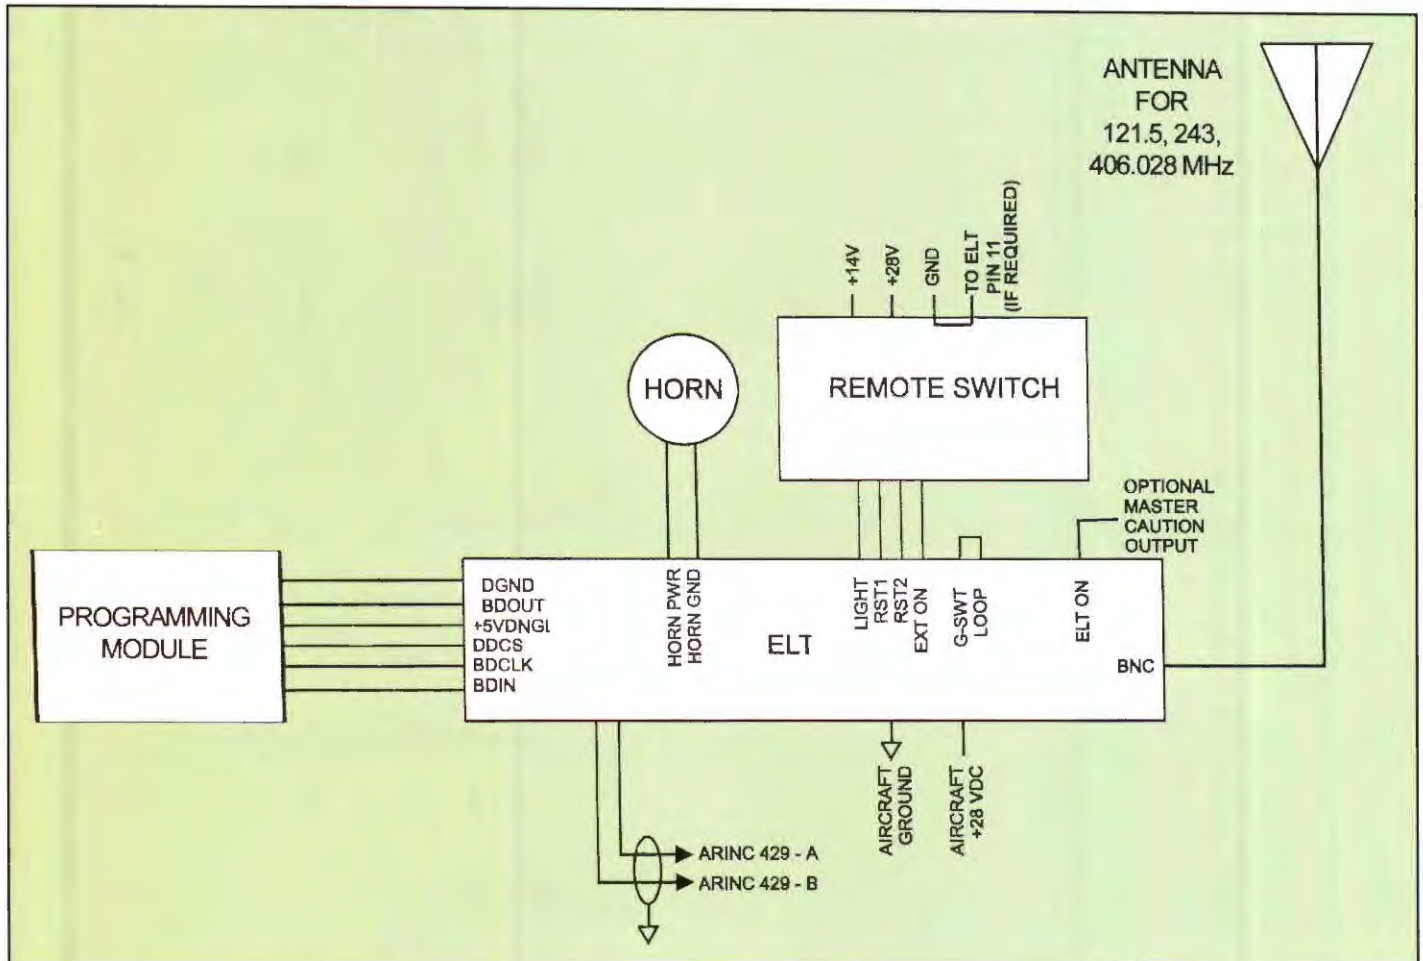 ANTENNA
FOR
121.5, 243,
406.028 MHz
+14V
+28V
GND
TO ELT
PIN 11
(IF REQUIRED)
HORN
REMOTE SWITCH
OPTIONAL
MASTER
CAUTION
OUTPUT
PROGRAMMING
MODULE
DGND
BDOUT
+5VDNGL
DDCS
BDCLK
BDIN
HORN PWR
HORN GND
ELT
LIGHT
RST1
RST2
EXT ON
G-SWT
LOOP
ELT ON
BNC
AIRCRAFT
GROUND
AIRCRAFT
+28 VDC
ARINC 429 - A
ARINC 429 - B